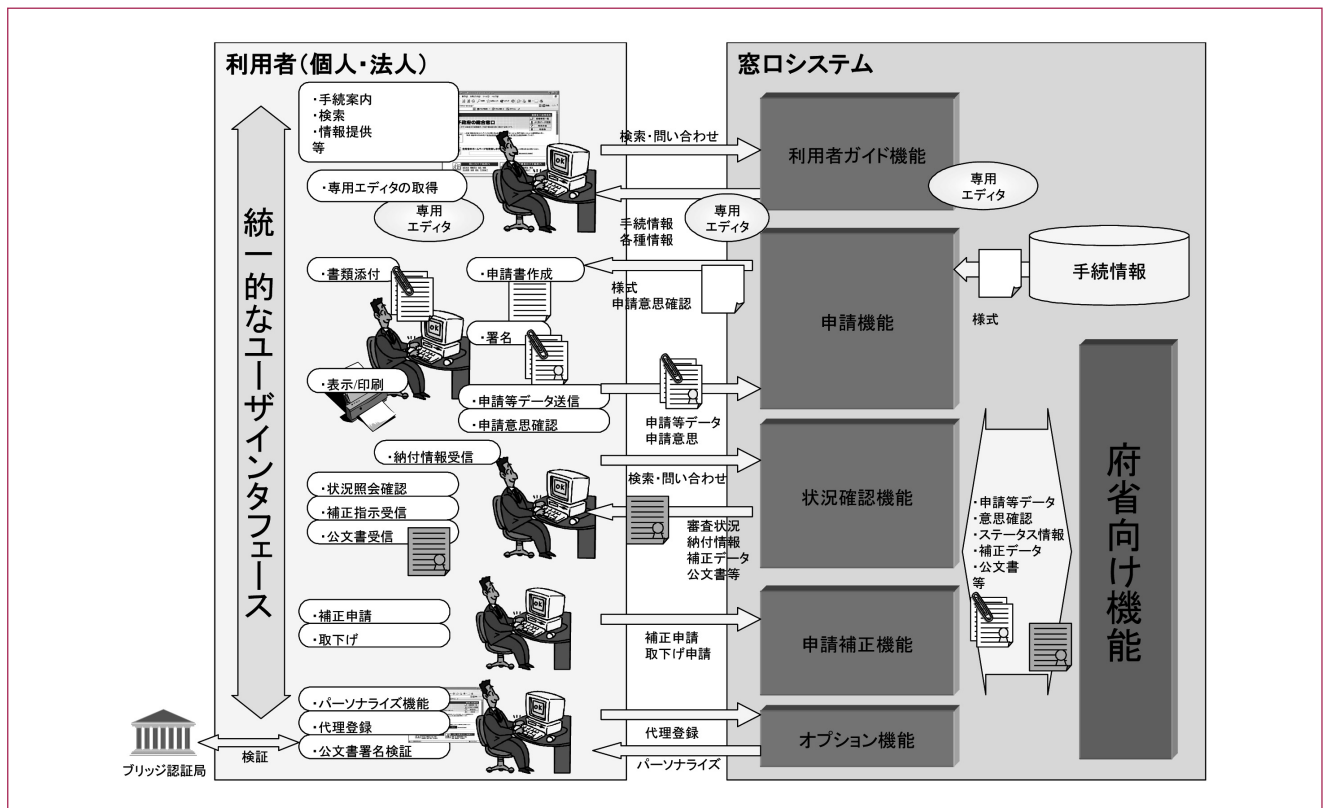 利用者(個人・法人)
・手続案内
・検索
・情報提供
等
・専用エディタの取得
専用
エディタ
統一的なユーザインタフェース
・書類添付
・申請書作成
・署名
・表示/印刷
・申請等データ送信
・申請意思確認
・納付情報受信
・状況照会確認
・補正指示受信
・公文書受信
・補正申請
・取下げ
・パーソナライズ機能
・代理登録
・公文書署名検証
ブリッジ認証局
検証
検索・問い合わせ
専用
エディタ
手続情報
各種情報
様式
申請意思確認
申請等データ
申請意思
検索・問い合わせ
審査状況
納付情報
補正データ
公文書等
補正申請
取下げ申請
代理登録
パーソナライズ
窓口システム
利用者ガイド機能
専用
エディタ
申請機能
様式
手続情報
状況確認機能
申請補正機能
オプション機能
・申請等データ
・意思確認
・ステータス情報
・補正データ
・公文書
等
府省向け機能
ok
ok
ok
ok
ok